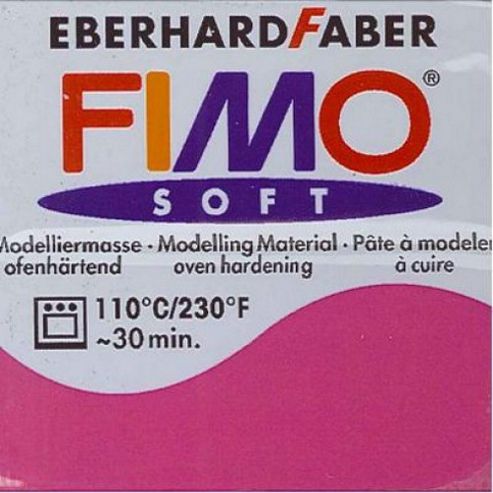 EBERHARDFABER
FIMO®
SOFT
Modelliermasse · Modelling Material · Pâte à modeler
ofenhärtend oven hardening à cuire
110°C/230°F
~30 min.